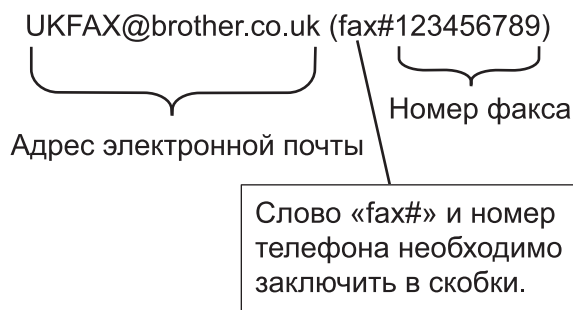 UKFAX@brother.co.uk (fax#123456789)
Номер факса
Адрес электронной почты
Слово «fax#» и номер
телефона необходимо
заключить в скобки.